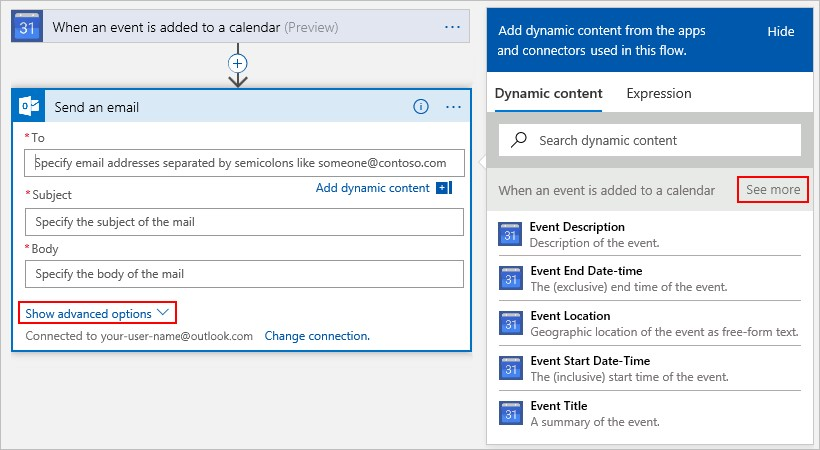 31 When an event is added to a calendar (Preview) ...
Send an email ...
* To
Specify email addresses separated by semicolons like someone@contoso.com
Add dynamic content
* Subject
Specify the subject of the mail
* Body
Specify the body of the mail
Show advanced options
Connected to your-user-name@outlook.com Change connection.
Add dynamic content from the apps
and connectors used in this flow.
Hide
Dynamic content Expression
Search dynamic content
When an event is added to a calendar See more
31 Event Description
Description of the event.
31 Event End Date-time
The (exclusive) end time of the event.
31 Event Location
Geographic location of the event as free-form text.
31 Event Start Date-Time
The (inclusive) start time of the event.
31 Event Title
A summary of the event.